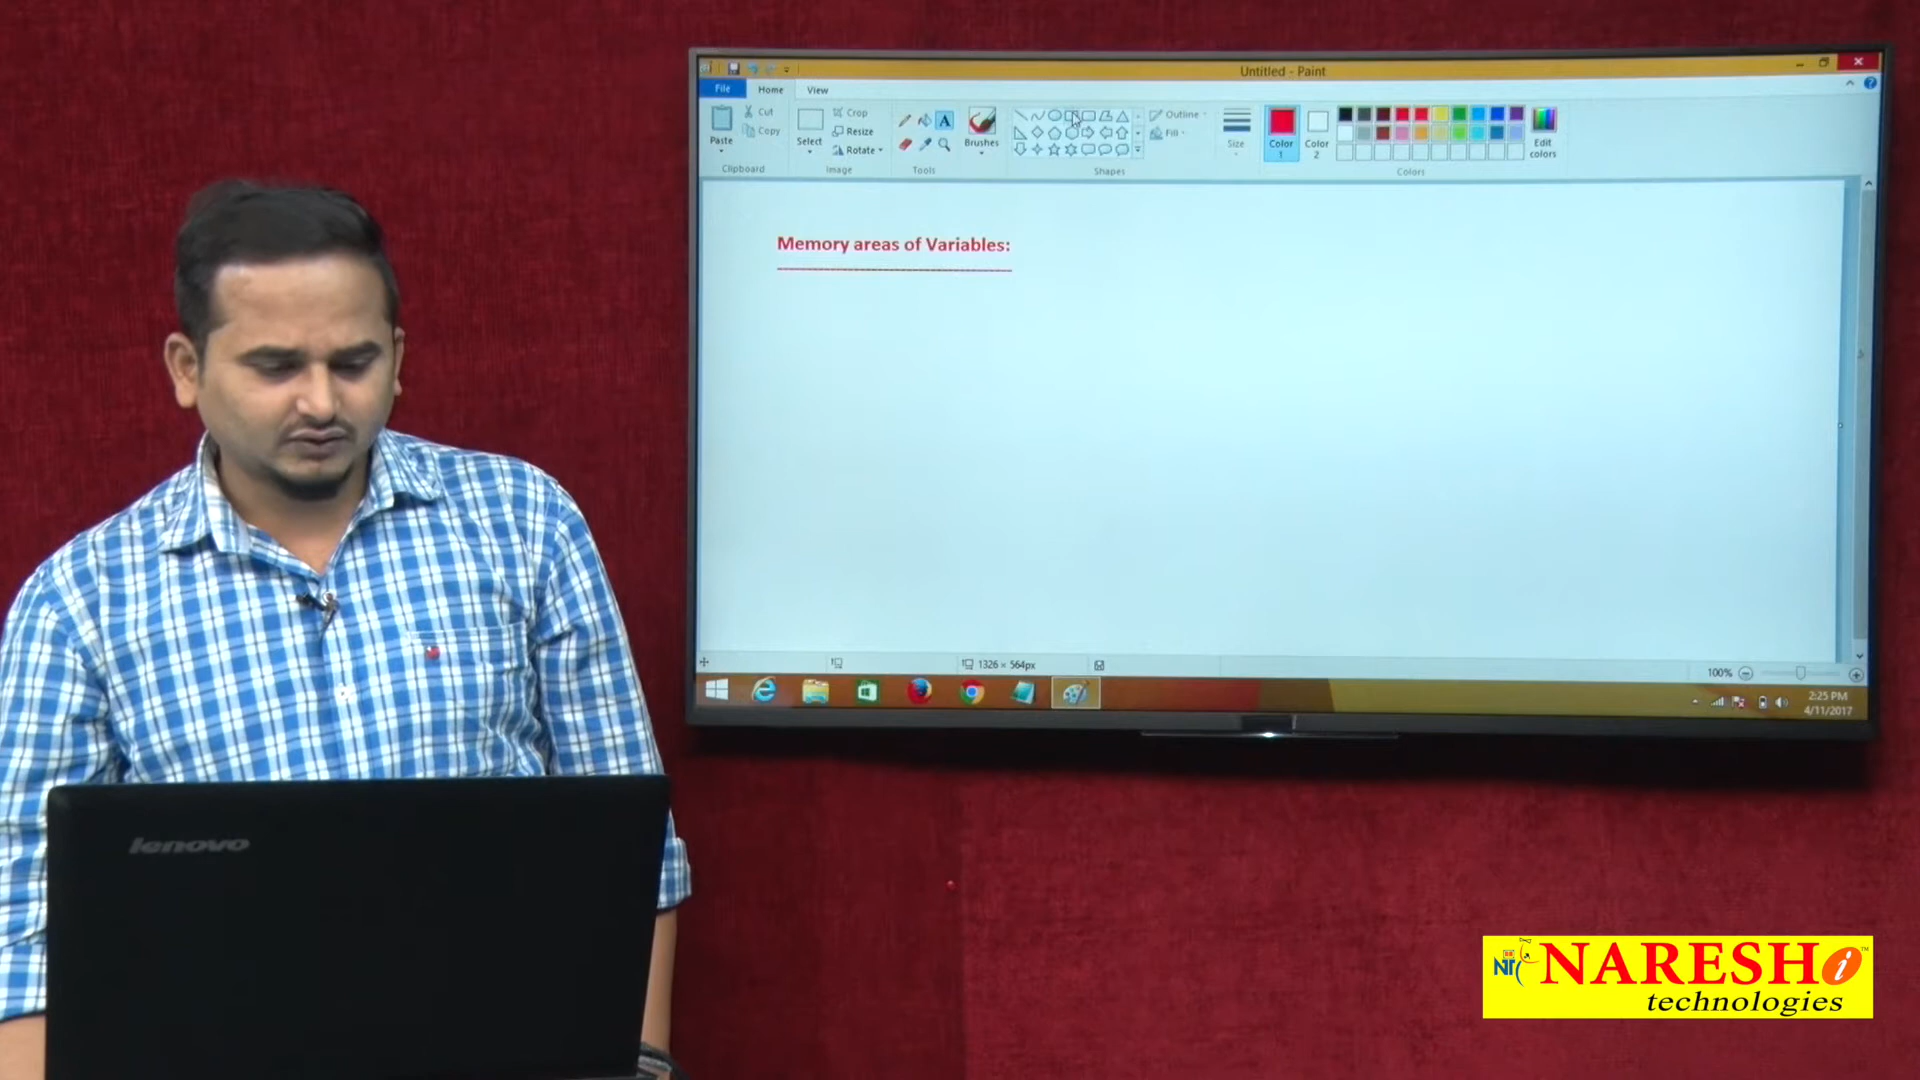 Untitled - Paint
File
Home
View
Paste
Cut
Copy
Clipboard
Select
Crop
Resize
Rotate
Image
A
Tools
Brushes
Outline
Fill
Shapes
Size
Color
1
Color
2
Edit
colors
Colors
Memory areas of Variables:
1326 × 564px
100%
2:25 PM
4/11/2017
lenovo
NT
NARESH i
TM
technologies